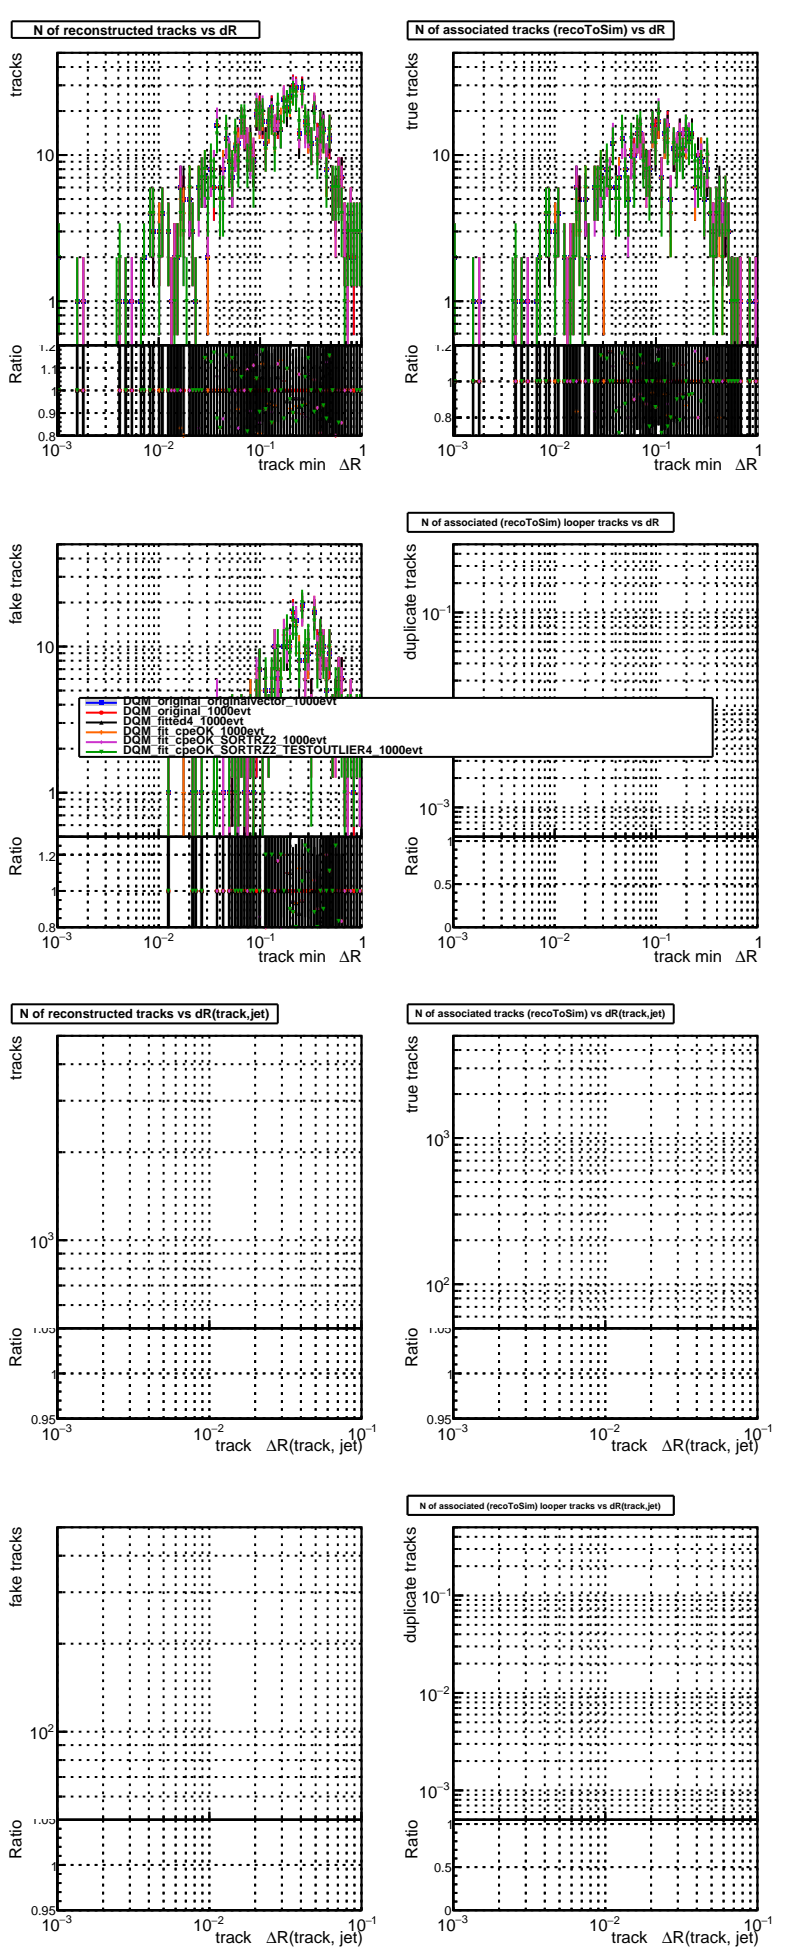 N of reconstructed tracks vs dR
N of associated tracks (recoToSim) vs dR
tracks
10
1
Ratio
1.2
1.1
1
0.9
0.8
10−3
10−2
10−1
1
track min ΔR
true tracks
10
1
Ratio
1.2
1
0.8
10−3
10−2
10−1
1
track min ΔR
N of associated (recoToSim) looper tracks vs dR
fake tracks
10
1
Ratio
1.2
1
0.8
10−3
10−2
10−1
1
track min ΔR
duplicate tracks
10−1
10−3
Ratio
1
0.5
0
10−3
10−2
10−1
1
track min ΔR
DQM_original_originalvector_1000evt
DQM_original_1000evt
DQM_fitted4_1000evt
DQM_fit_cpeOK_1000evt
DQM_fit_cpeOK_SORTRZ2_1000evt
DQM_fit_cpeOK_SORTRZ2_TESTOUTLIER4_1000evt
N of reconstructed tracks vs dR(track,jet)
N of associated tracks (recoToSim) vs dR(track,jet)
tracks
103
Ratio
1.05
1
0.95
10−3
10−2
10−1
track ΔR(track, jet)
true tracks
103
102
Ratio
1.05
1
0.95
10−3
10−2
10−1
track ΔR(track, jet)
N of associated (recoToSim) looper tracks vs dR(track,jet)
fake tracks
102
Ratio
1.05
1
0.95
10−3
10−2
10−1
track ΔR(track, jet)
duplicate tracks
10−1
10−2
10−3
Ratio
1
0.5
0
10−3
10−2
10−1
track ΔR(track, jet)